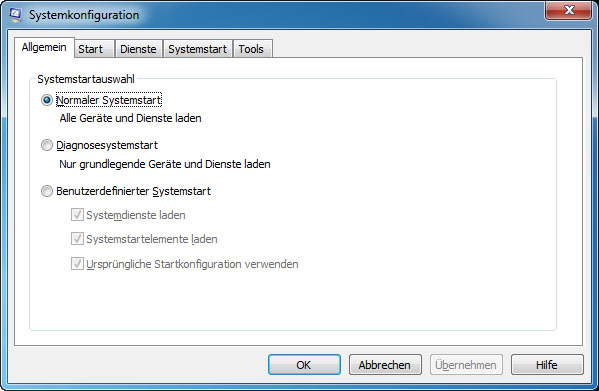 Systemkonfiguration
Allgemein Start Dienste Systemstart Tools
Systemstartauswahl
Normaler Systemstart
Alle Geräte und Dienste laden
Diagnosesystemstart
Nur grundlegende Geräte und Dienste laden
Benutzerdefinierter Systemstart
Systemdienste laden
Systemstartelemente laden
Ursprüngliche Startkonfiguration verwenden
OK Abbrechen Übernehmen Hilfe